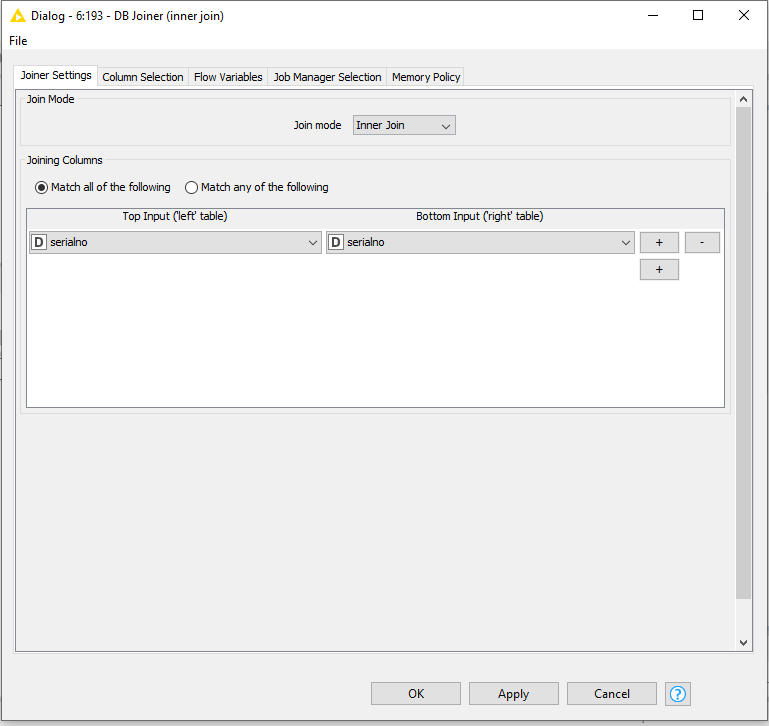 Dialog - 6:193 - DB Joiner (inner join)
File
Joiner Settings Column Selection Flow Variables Job Manager Selection Memory Policy
Join Mode
Join mode Inner Join
Joining Columns
Match all of the following Match any of the following
Top Input ('left' table) Bottom Input ('right' table)
D serialno D serialno + -
+
OK Apply Cancel ?